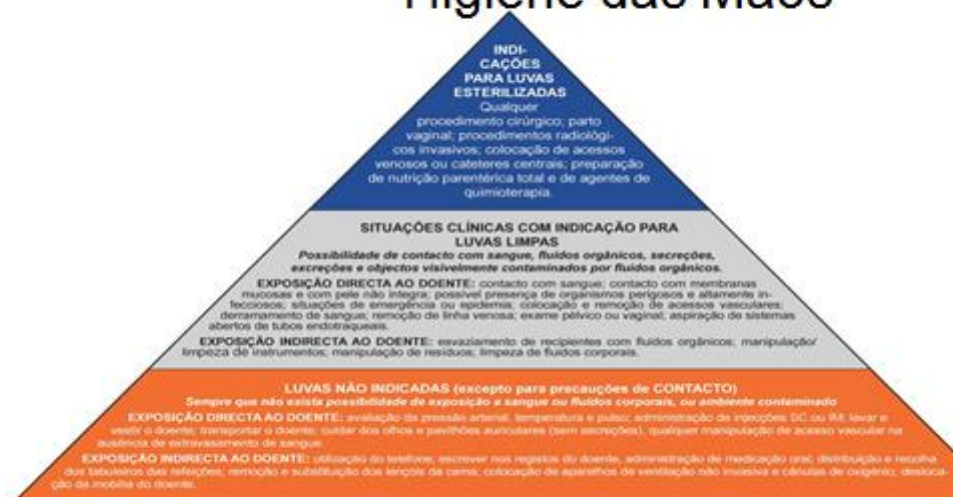 Higiene das Mãos
INDI-
CAÇÕES
PARA LUVAS
ESTERILIZADAS
Qualquer
procedimento cirúrgico; parto
vaginal; procedimentos radiológi-
cos invasivos; colocação de acessos
venosos ou cateteres centrais; preparação
de nutrição parentérica total e de agentes de
quimioterapia.
SITUAÇÕES CLÍNICAS COM INDICAÇÃO PARA
LUVAS LIMPAS
Possibilidade de contacto com sangue, fluidos orgânicos, secreções,
excreções e objectos visivelmente contaminados por fluidos orgânicos.
EXPOSIÇÃO DIRECTA AO DOENTE: contacto com sangue; contacto com membranas
mucosas e com pele não íntegra; possível presença de organismos perigosos e altamente in-
fecciosos; situações de emergência ou epidemia; colocação e remoção de acessos vasculares;
derramamento de sangue; remoção de linha venosa; exame pélvico ou vaginal; aspiração de sistemas
abertos de tubos endotraqueais.
EXPOSIÇÃO INDIRECTA AO DOENTE: esvaziamento de recipientes com fluidos orgânicos; manipulação/
limpeza de instrumentos; manipulação de resíduos; limpeza de fluidos corporais.
LUVAS NÃO INDICADAS (excepto para precauções de CONTACTO)
Sempre que não exista possibilidade de exposição a sangue ou fluidos corporais, ou ambiente contaminado
EXPOSIÇÃO DIRECTA AO DOENTE: avaliação da pressão arterial, temperatura e pulso; administração de injecções SC ou IM; lavar e
vestir o doente; transportar o doente; cuidar dos olhos e pavilhões auriculares (sem secreções), qualquer manipulação de acesso vascular na
ausência de extravasamento de sangue.
EXPOSIÇÃO INDIRECTA AO DOENTE: utilização do telefone; escrever nos registos do doente, administração de medicação oral; distribuição e recolha
dos tabuleiros das refeições; remoção e substituição dos lençóis da cama; colocação de aparelhos de ventilação não invasiva e cânulas de oxigénio; desloca-
ção da mobília do doente.